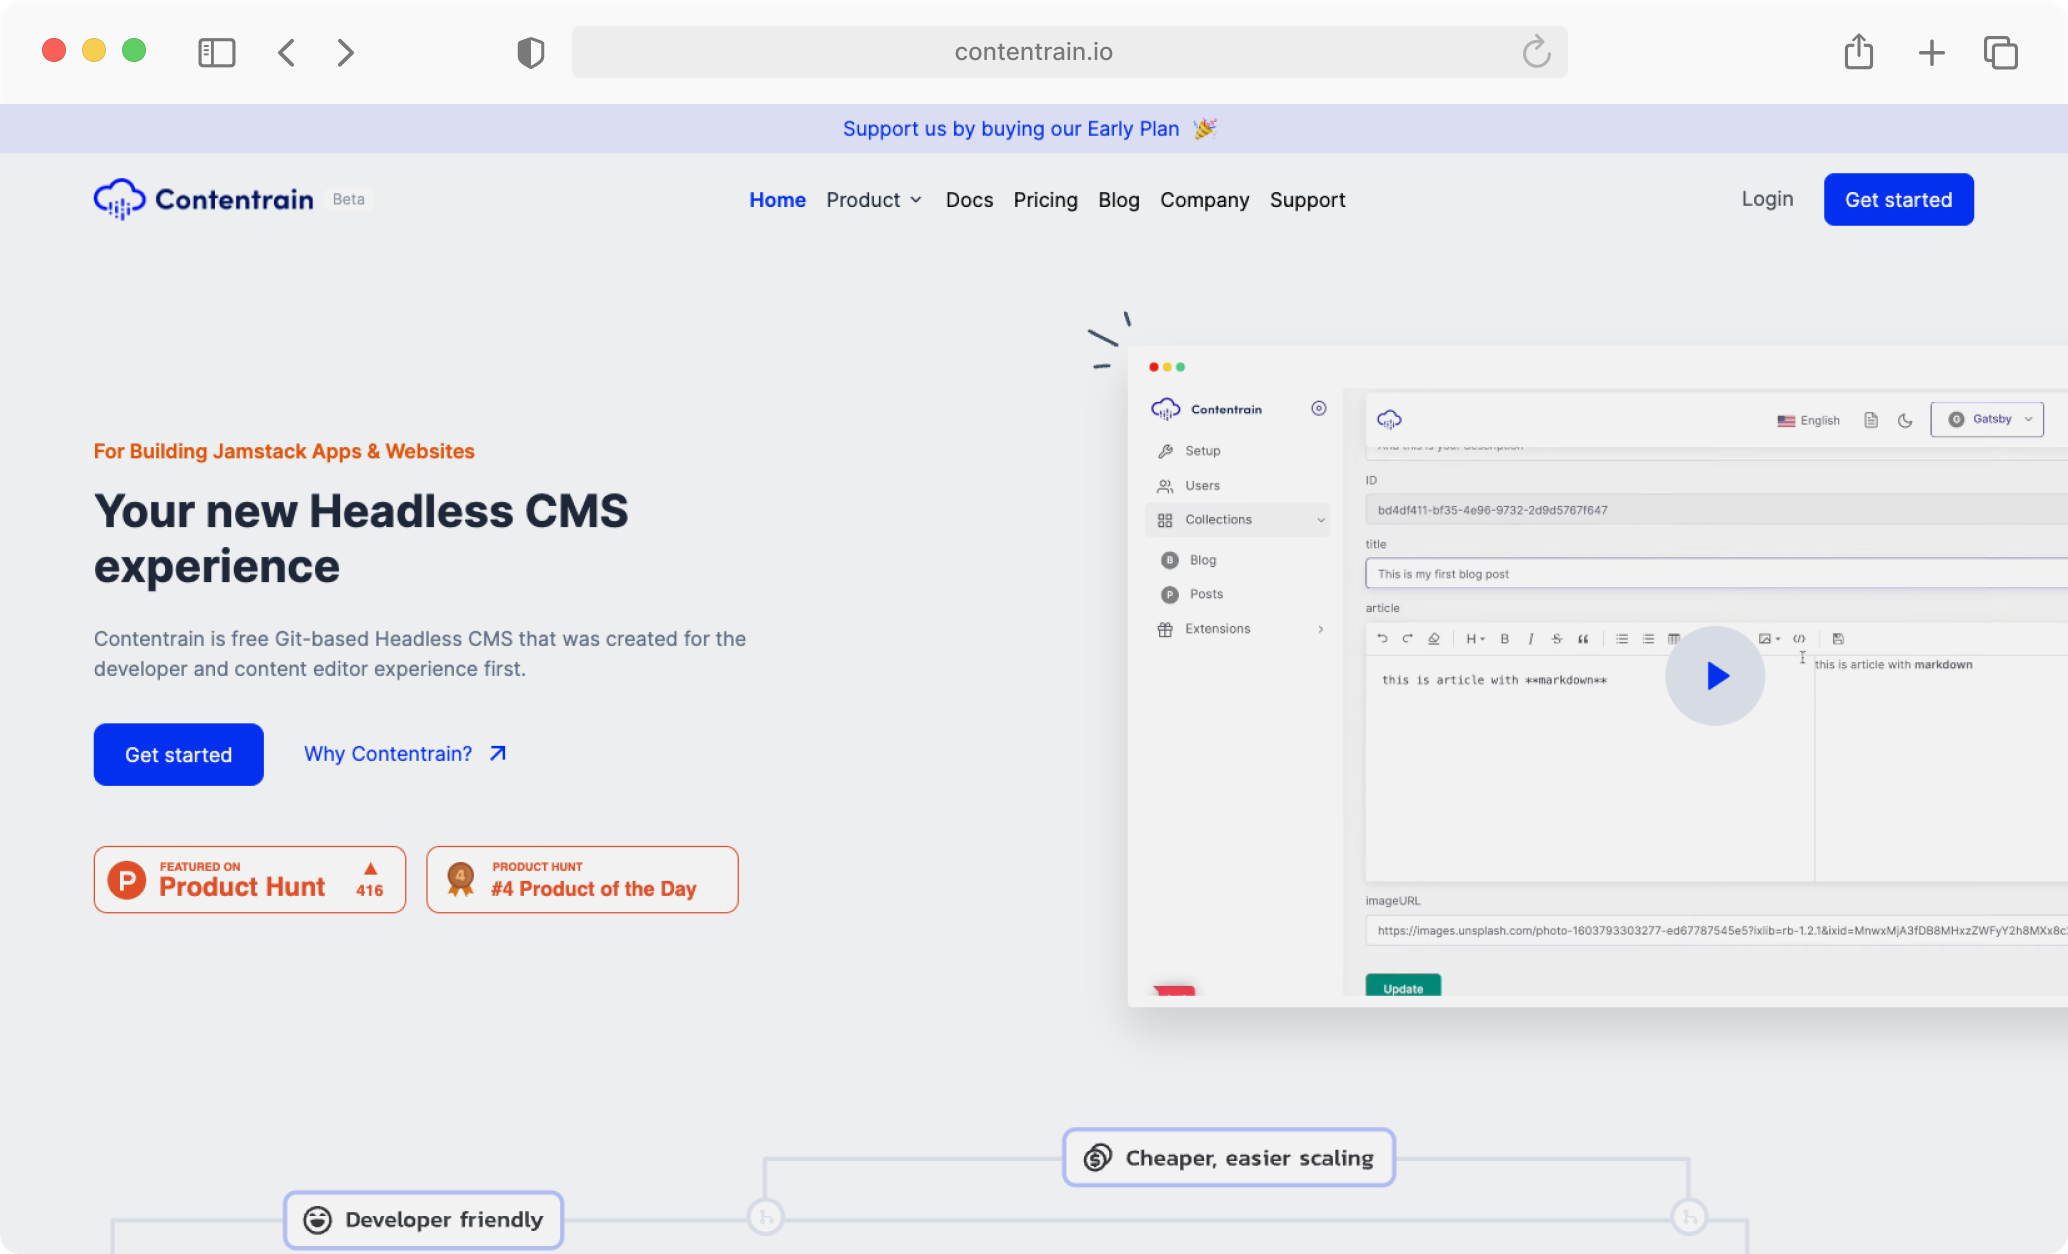 contentrain.io
Support us by buying our Early Plan 🎉
Contentrain Beta
Home Product Docs Pricing Blog Company Support
Login
Get started
For Building Jamstack Apps & Websites
Your new Headless CMS
experience
Contentrain is free Git-based Headless CMS that was created for the
developer and content editor experience first.
Get started
Why Contentrain?
P
FEATURED ON
Product Hunt
416
4
PRODUCT HUNT
#4 Product of the Day
Contentrain
Setup
Users
Collections
B Blog
P Posts
Extensions
English
G Gatsby
And this is your description
ID
bd4df411-bf35-4e96-9732-2d9d5767f647
title
This is my first blog post
article
H B I S
this is article with **markdown**
this is article with markdown
imageURL
https://images.unsplash.com/photo-1603793303277-ed67787545e5?ixlib=rb-1.2.1&ixid=MnwxMjA3fDB8MHxzZWFyY2h8MXx8c
Update
Cheaper, easier scaling
Developer friendly